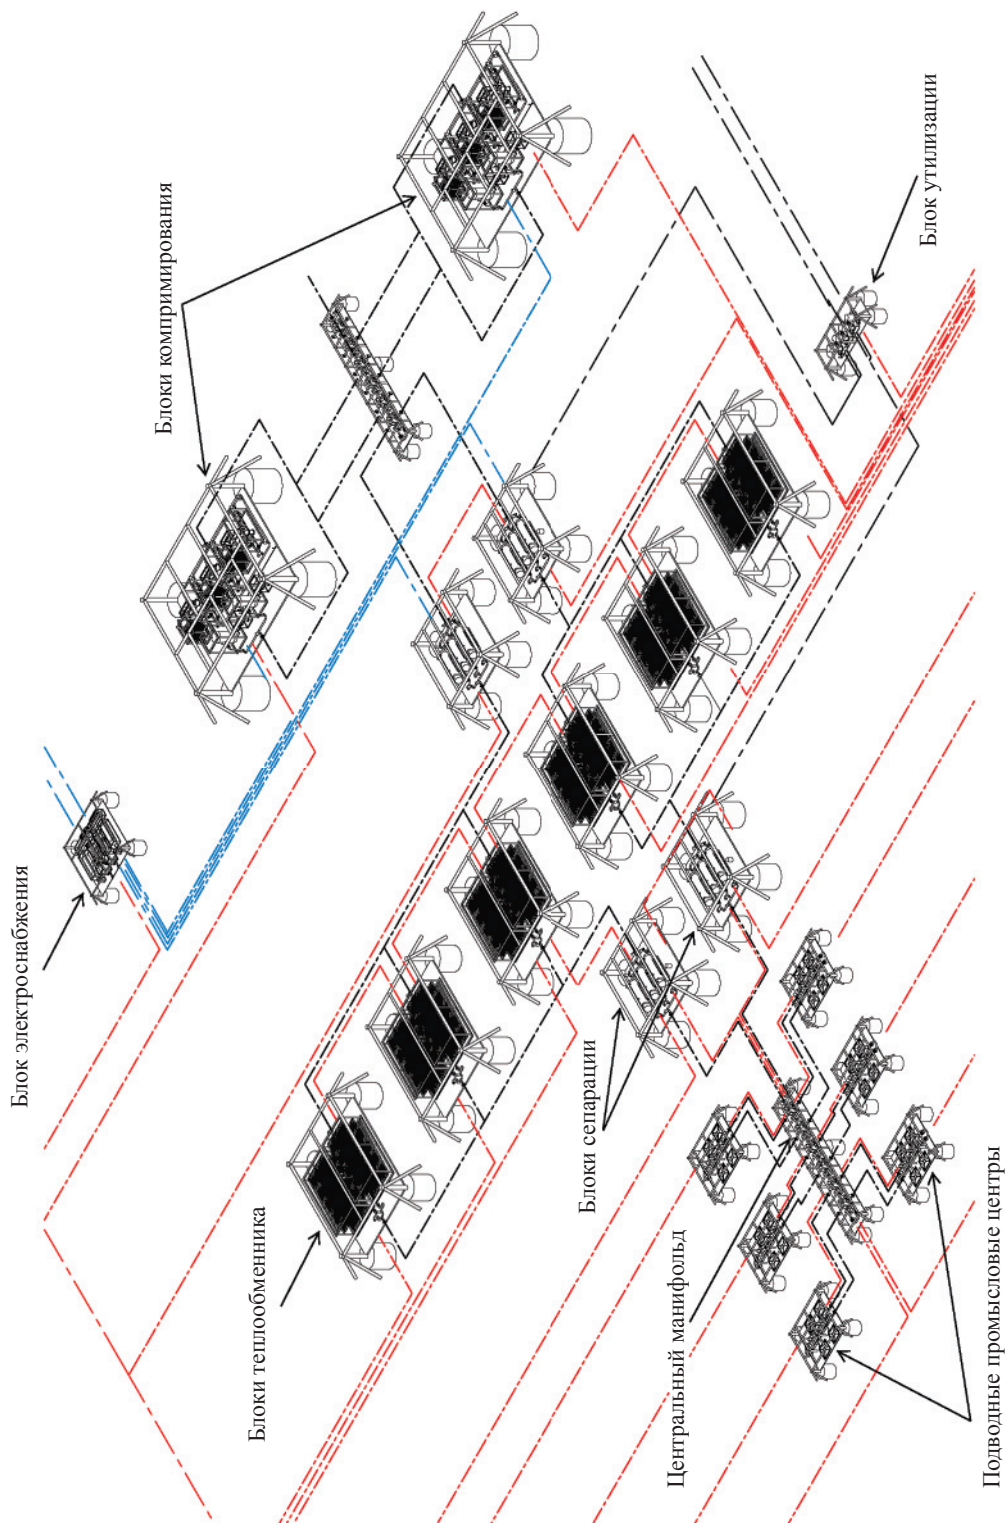 Блок электроснабжения
Блоки компримирования
Блок утилизации
Блоки теплообменника
Блоки сепарации
Центральный манифольд
Подводные промысловые центры